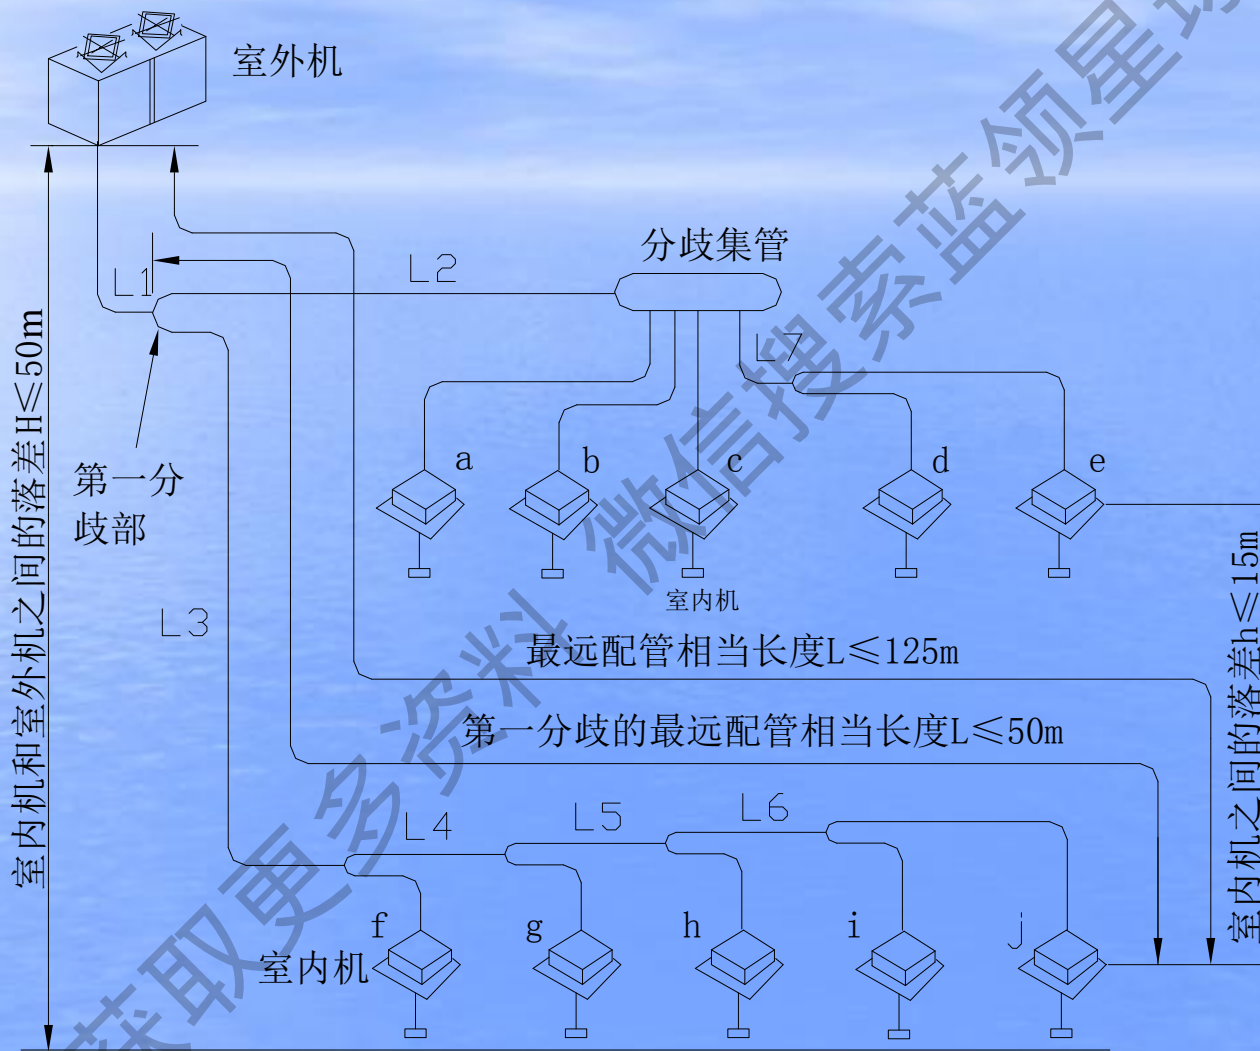 室外机
L1
L2
分歧集管
L7
第一分
歧部
a
b
c
d
e
室内机
L3
室内机和室外机之间的落差H≤50m
最远配管相当长度L≤125m
第一分歧的最远配管相当长度L≤50m
室内机之间的落差h≤15m
L4
L5
L6
f
g
h
i
j
室内机
获取更多资料 微信搜索蓝领星球